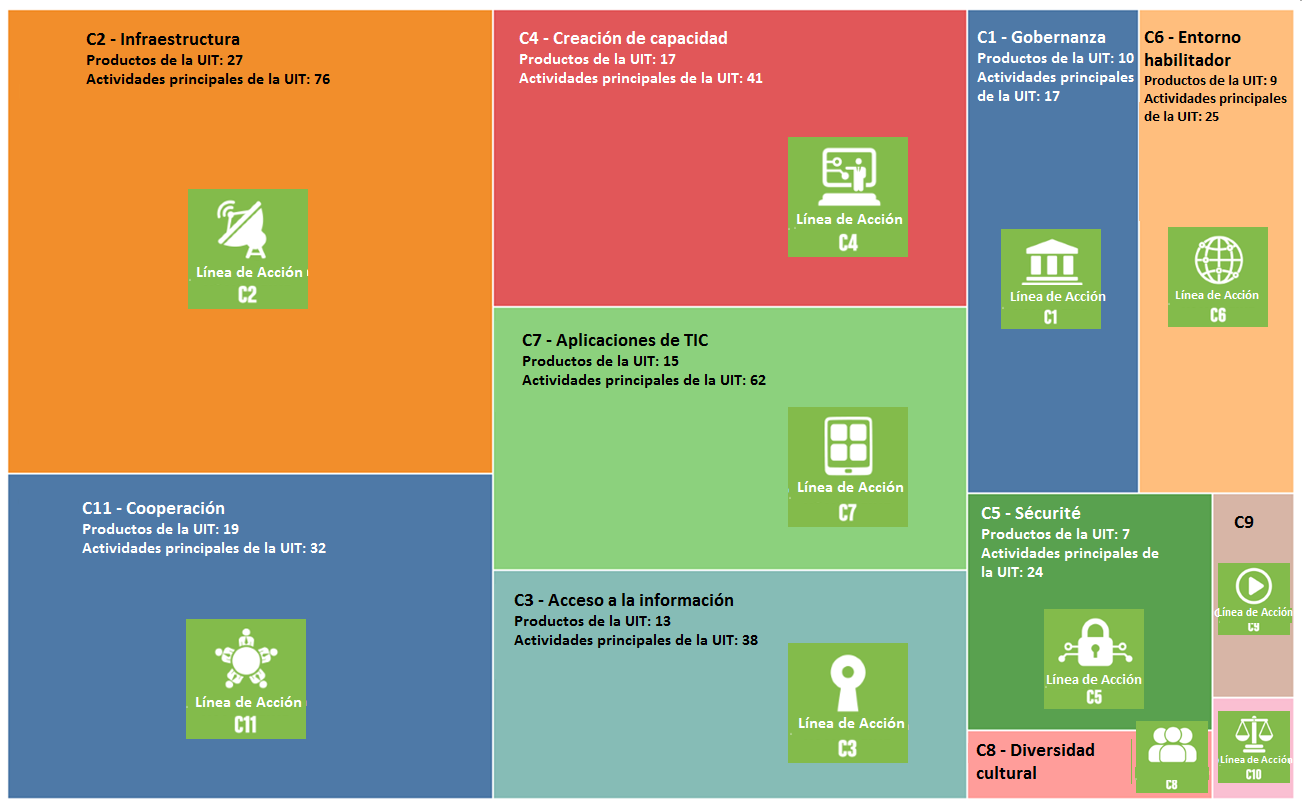 C2 - Infraestructura
Productos de la UIT: 27
Actividades principales de la UIT: 76
Línea de Acción
C2
C11 - Cooperación
Productos de la UIT: 19
Actividades principales de la UIT: 32
Línea de Acción
C11
C4 - Creación de capacidad
Productos de la UIT: 17
Actividades principales de la UIT: 41
Línea de Acción
C4
C7 - Aplicaciones de TIC
Productos de la UIT: 15
Actividades principales de la UIT: 62
Línea de Acción
C7
C3 - Acceso a la información
Productos de la UIT: 13
Actividades principales de la UIT: 38
Línea de Acción
C3
C1 - Gobernanza
Productos de la UIT: 10
Actividades principales
de la UIT: 17
Línea de Acción
C1
C6 - Entorno
habilitador
Productos de la UIT: 9
Actividades principales
de la UIT: 25
Línea de Acción
C6
C5 - Sécurité
Productos de la UIT: 7
Actividades principales de
la UIT: 24
Línea de Acción
C5
C9
Línea de Acción
C9
C8 - Diversidad
cultural
C8
Línea de Acción
C10